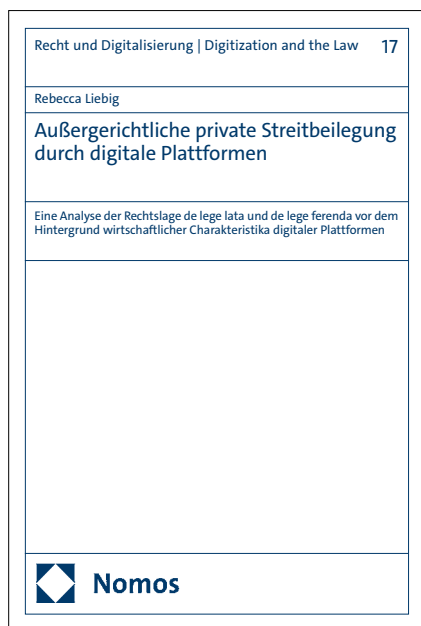 Recht und Digitalisierung | Digitization and the Law 17
Rebecca Liebig
Außergerichtliche private Streitbeilegung
durch digitale Plattformen
Eine Analyse der Rechtslage de lege lata und de lege ferenda vor dem
Hintergrund wirtschaftlicher Charakteristika digitaler Plattformen
Nomos